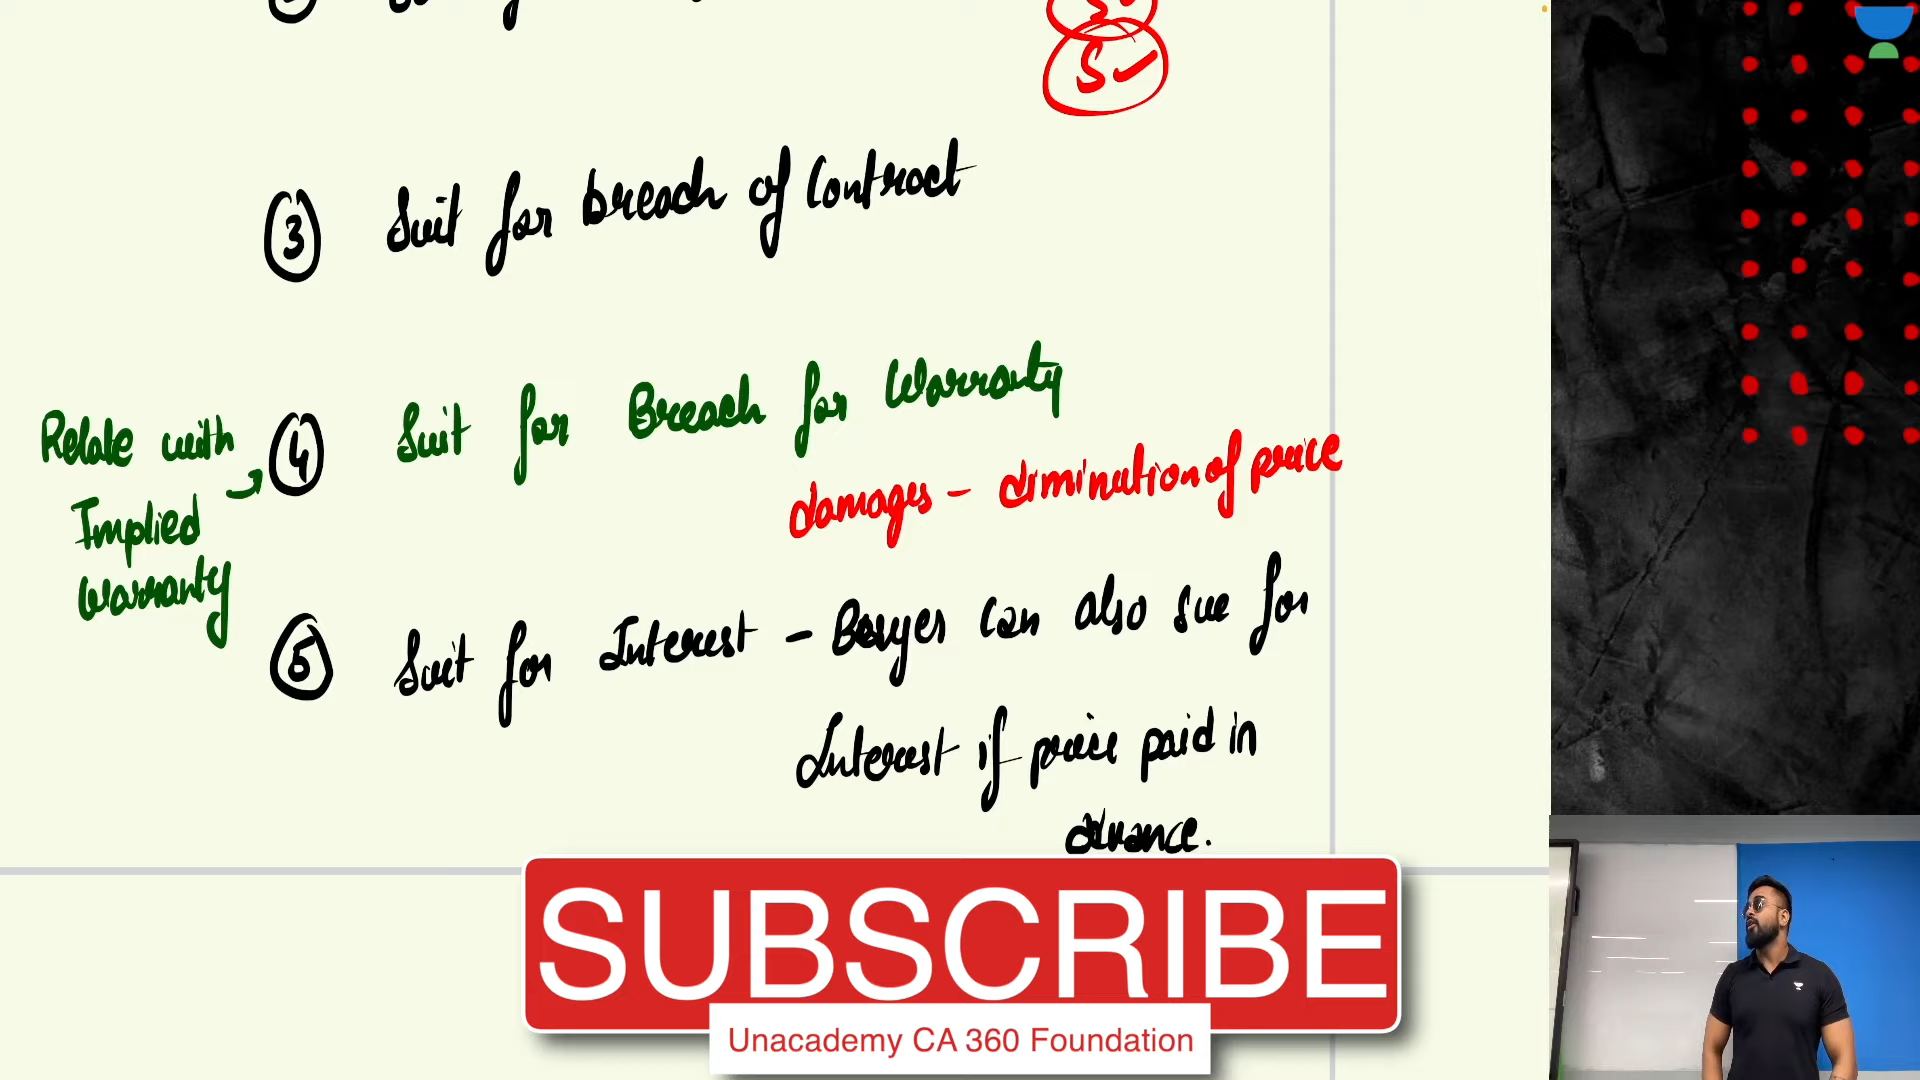 5 ✓
③ Suit for breach of Contract
④ Suit for Breach for Warranty
Relate with
Implied
Warranty
damages - diminution of price
⑤ Suit for Interest - Buyer can also sue for
Interest if price paid in
advance.
SUBSCRIBE
Unacademy CA 360 Foundation